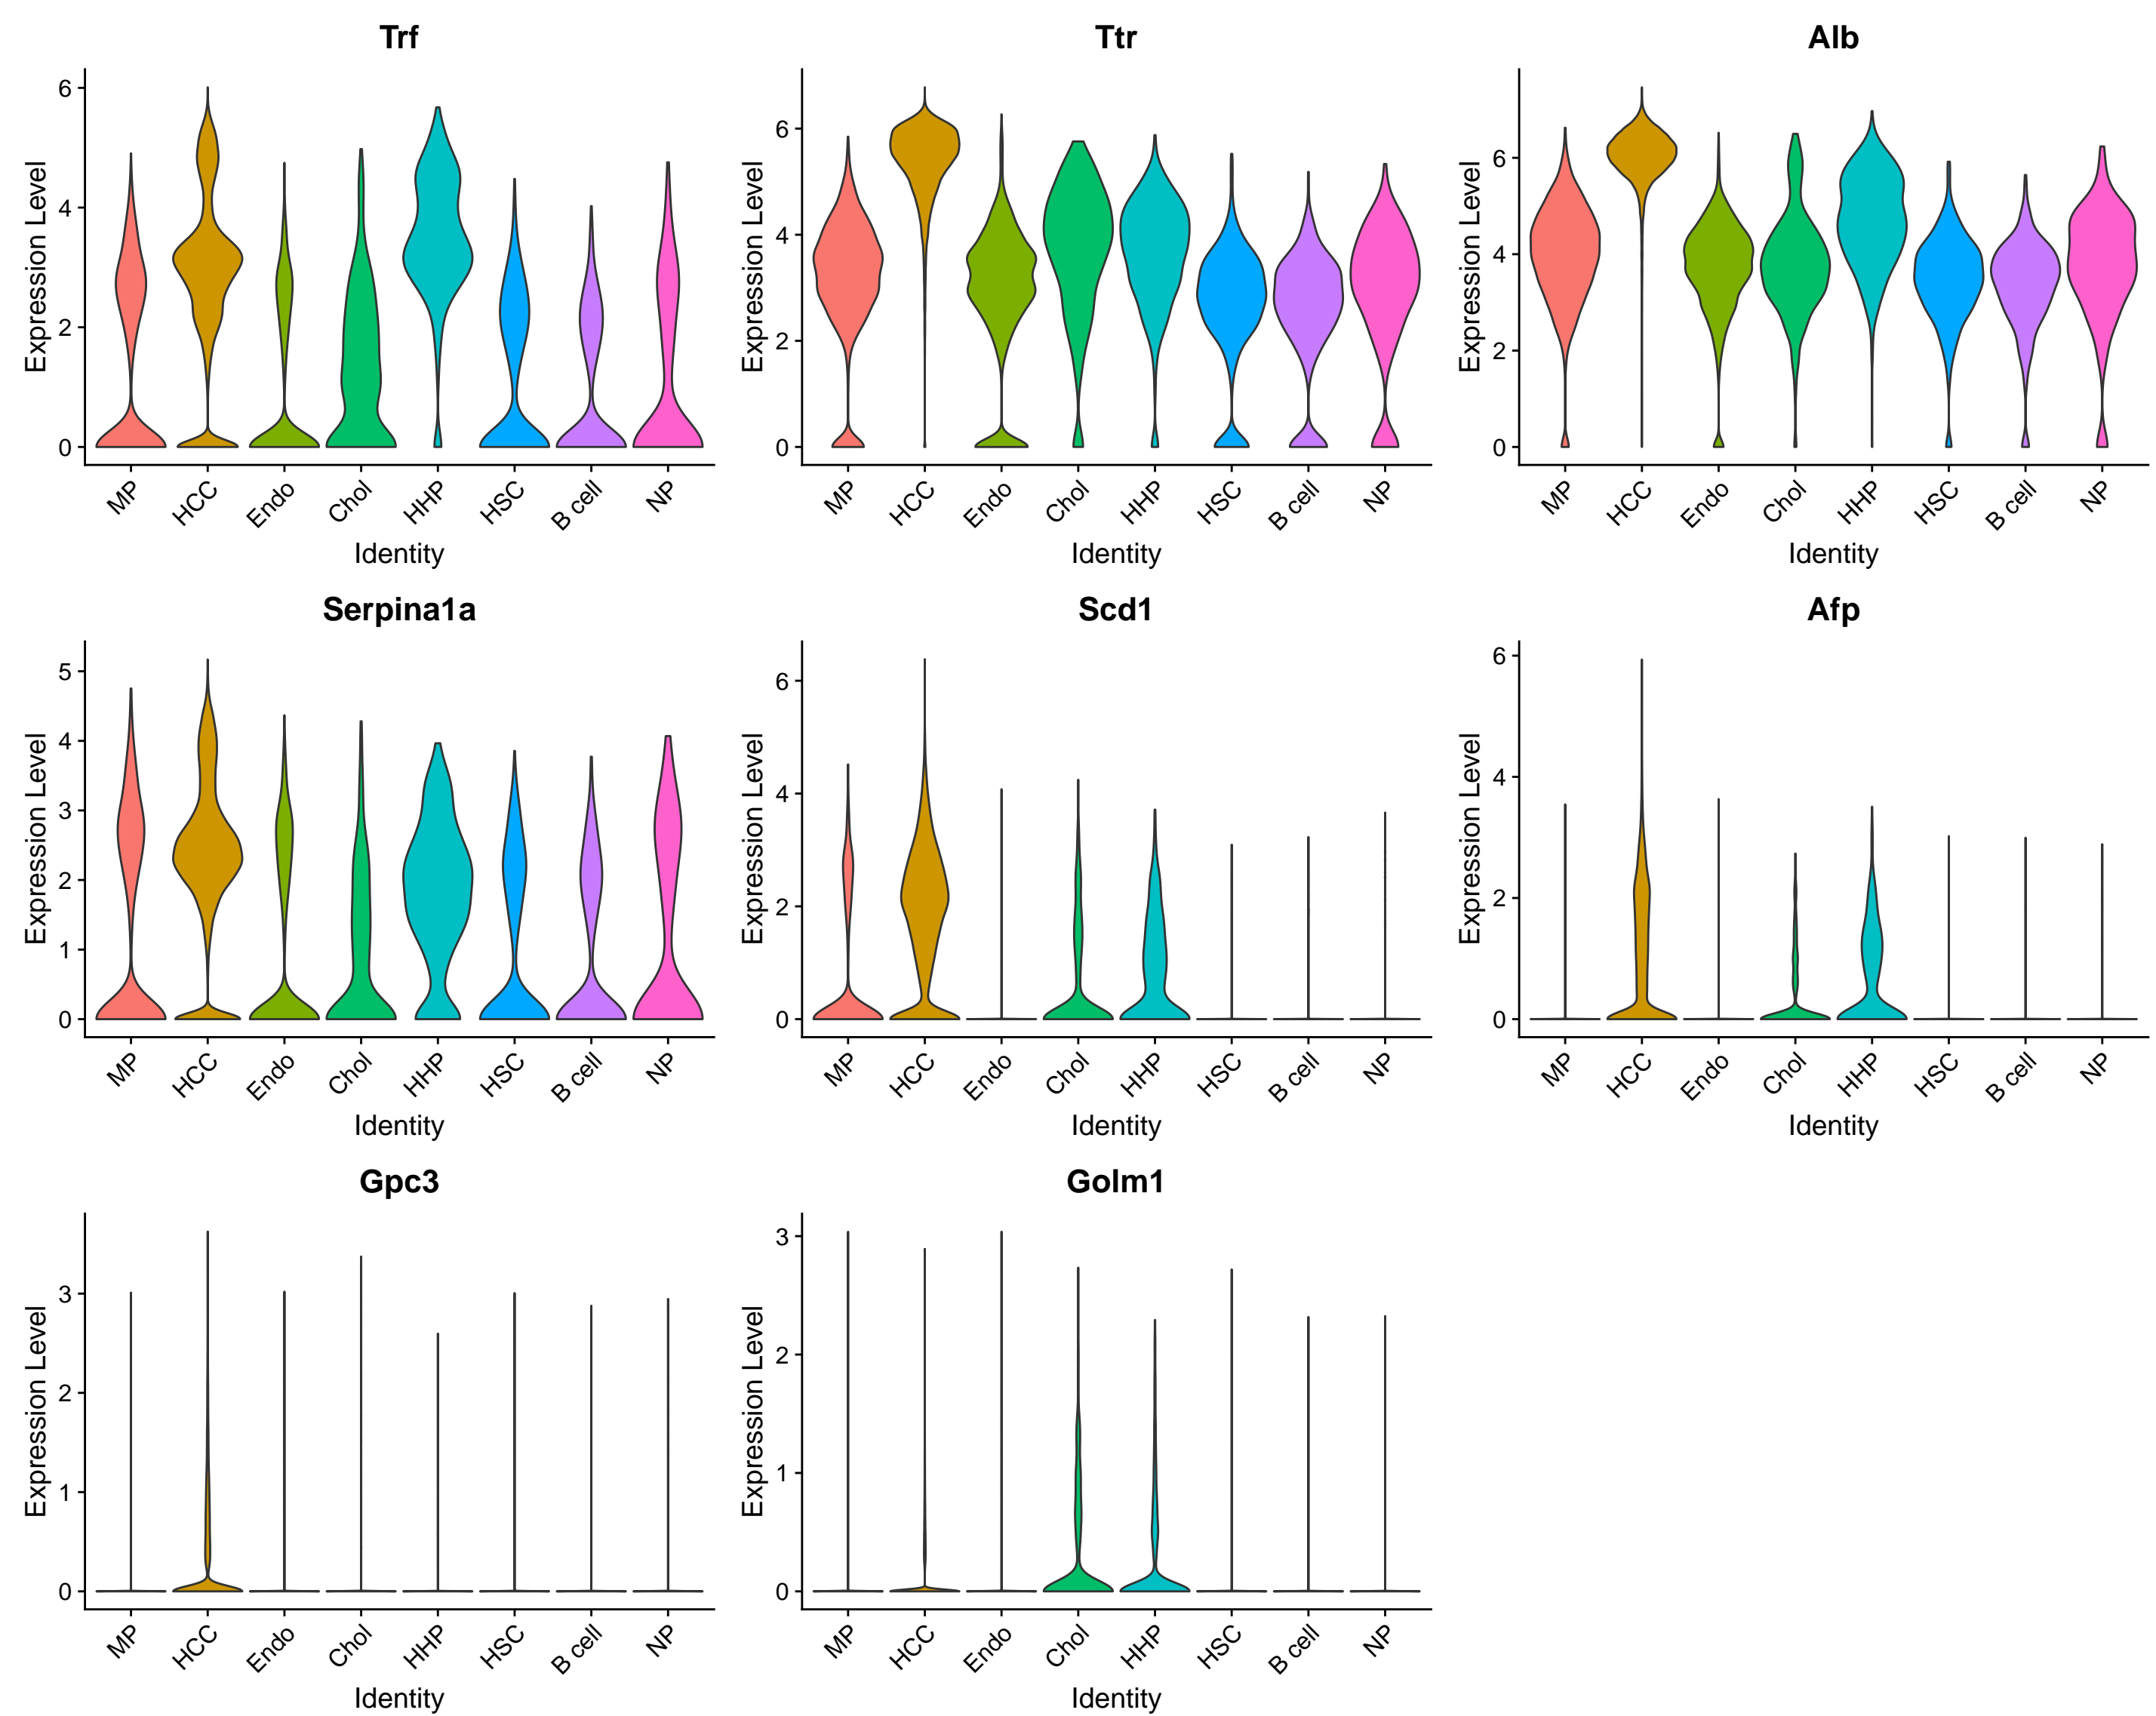 Trf
Expression Level
6
4
2
0
MP
HCC
Endo
Chol
HHP
HSC
B cell
NP
Identity
Ttr
Expression Level
6
4
2
0
MP
HCC
Endo
Chol
HHP
HSC
B cell
NP
Identity
Alb
Expression Level
6
4
2
0
MP
HCC
Endo
Chol
HHP
HSC
B cell
NP
Identity
Serpina1a
Expression Level
5
4
3
2
1
0
MP
HCC
Endo
Chol
HHP
HSC
B cell
NP
Identity
Scd1
Expression Level
6
4
2
0
MP
HCC
Endo
Chol
HHP
HSC
B cell
NP
Identity
Afp
Expression Level
6
4
2
0
MP
HCC
Endo
Chol
HHP
HSC
B cell
NP
Identity
Gpc3
Expression Level
3
2
1
0
MP
HCC
Endo
Chol
HHP
HSC
B cell
NP
Identity
Golm1
Expression Level
3
2
1
0
MP
HCC
Endo
Chol
HHP
HSC
B cell
NP
Identity